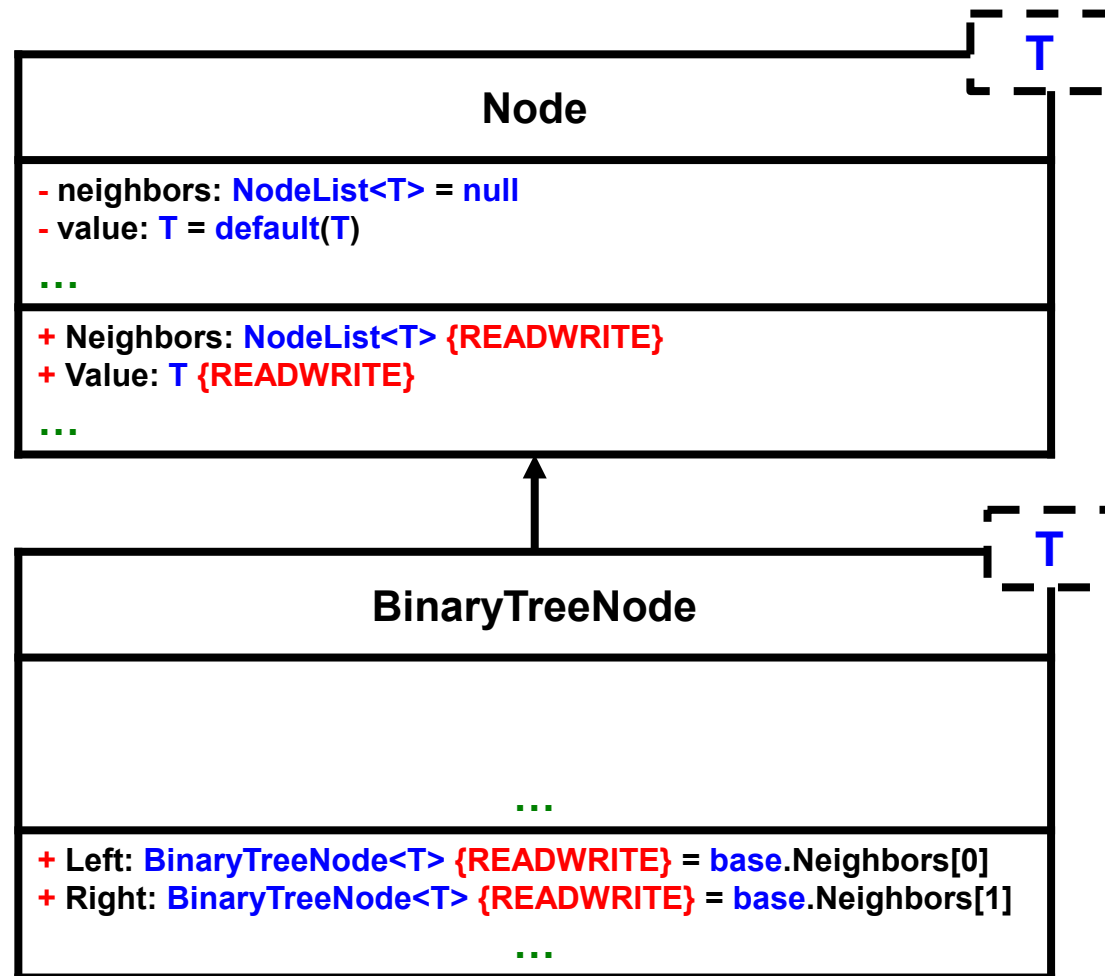 T
Node
- neighbors: NodeList<T> = null
- value: T = default(T)
...
+ Neighbors: NodeList<T> {READWRITE}
+ Value: T {READWRITE}
...
T
BinaryTreeNode
...
+ Left: BinaryTreeNode<T> {READWRITE} = base.Neighbors[0]
+ Right: BinaryTreeNode<T> {READWRITE} = base.Neighbors[1]
...